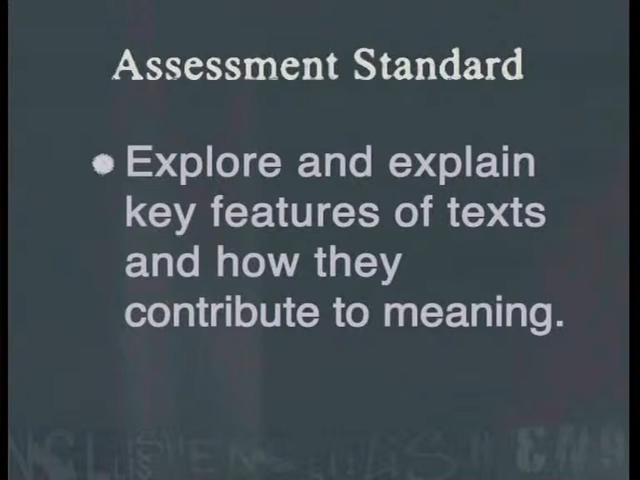 Assessment Standard
Explore and explain
key features of texts
and how they
contribute to meaning.